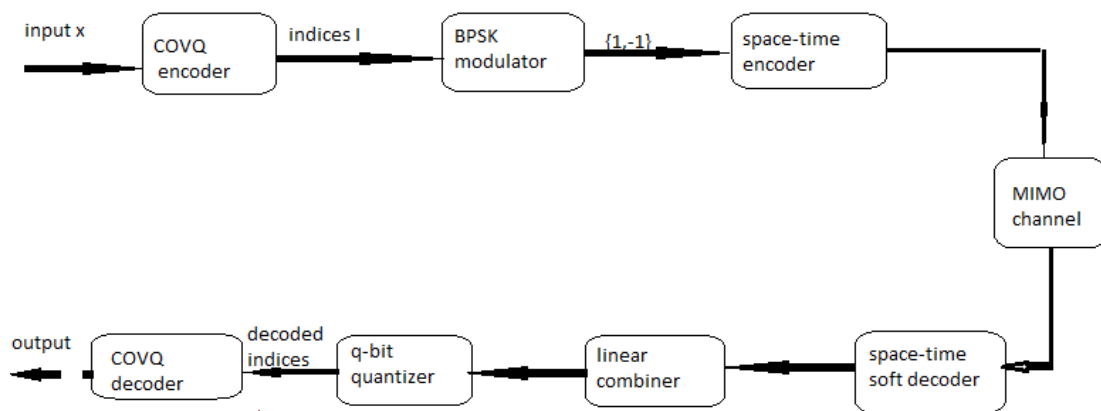 input x
COVQ
encoder
indices I
BPSK
modulator
{1,-1}
space-time
encoder
MIMO
channel
output
COVQ
decoder
decoded
indices
q-bit
quantizer
linear
combiner
space-time
soft decoder